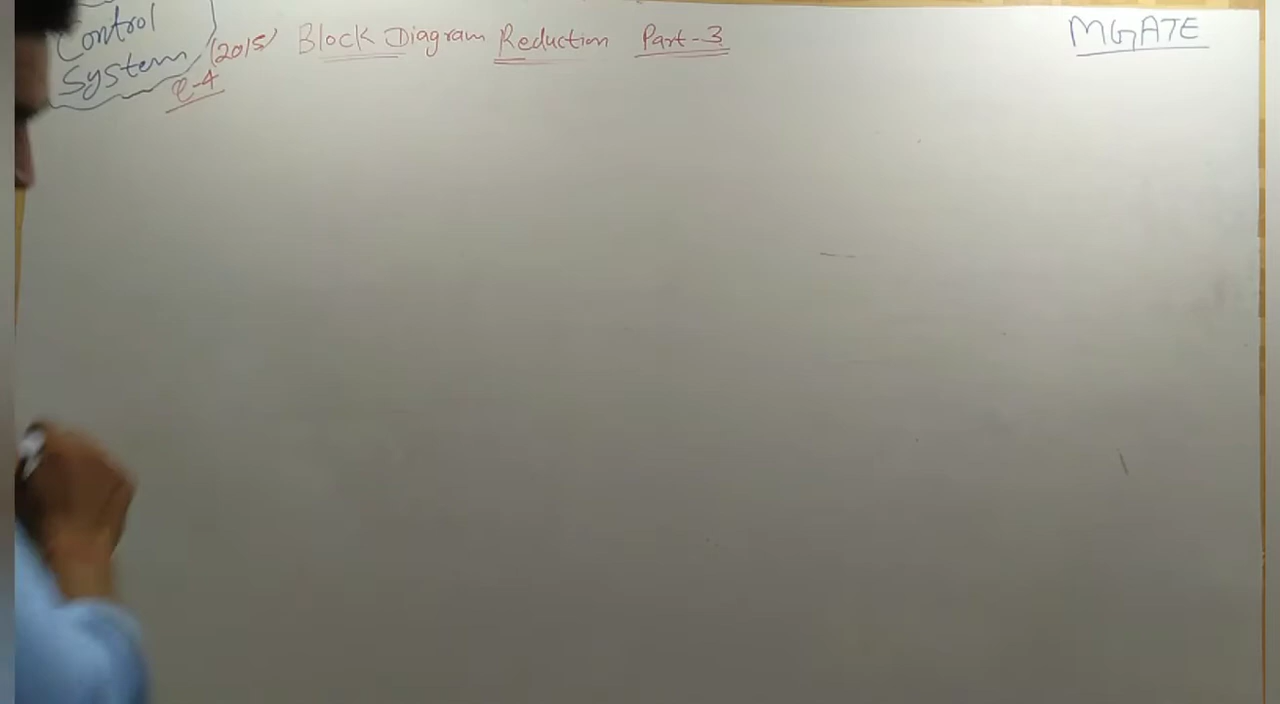 Control
System
(2015) Block Diagram Reduction Part-3
Q-4
MGATE